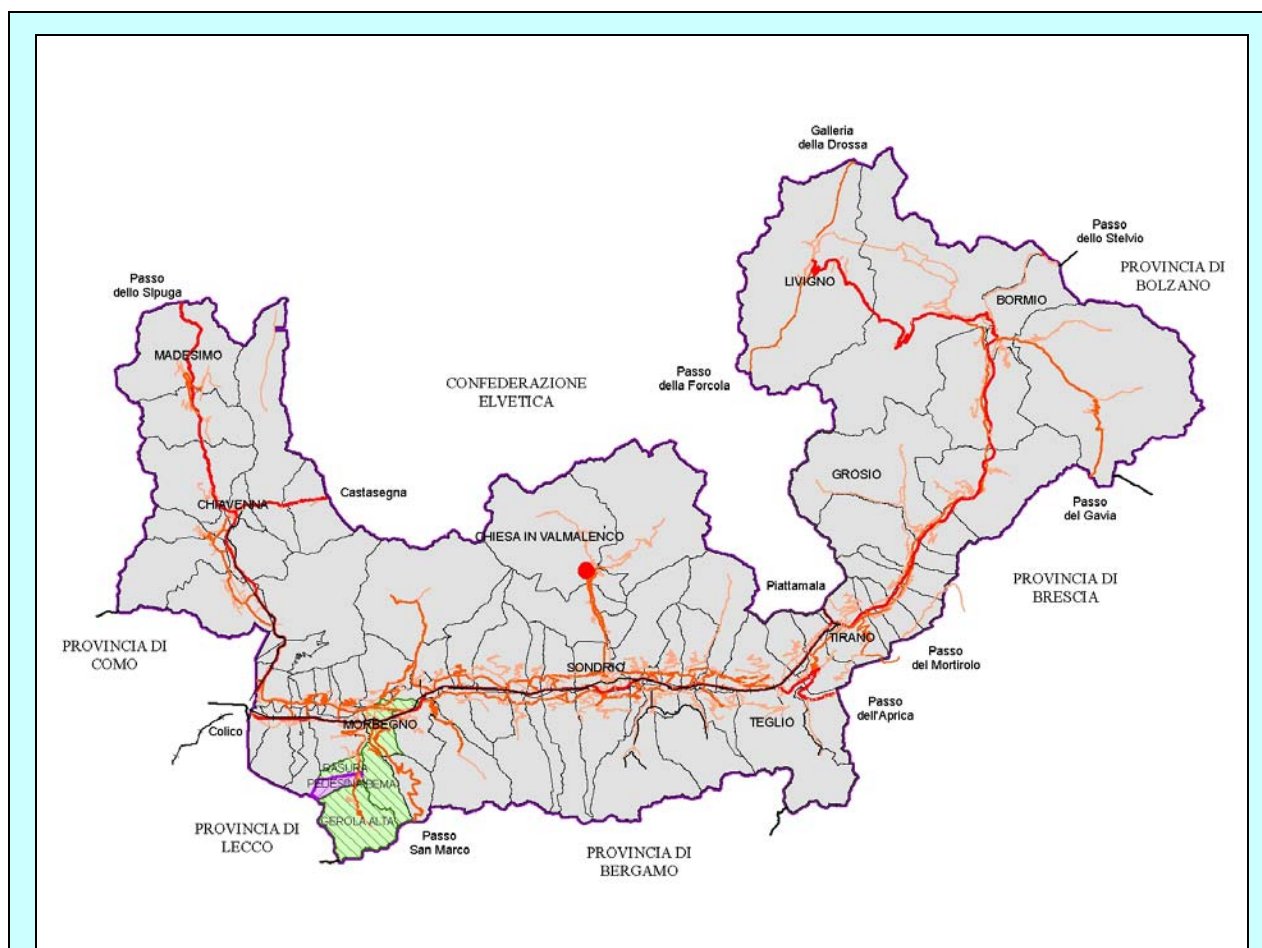 Galleria
della Drossa
Passo
dello Stelvio
PROVINCIA DI
BOLZANO
Passo
dello Slpuga
LIVIGNO
BORMIO
MADESIMO
CONFEDERAZIONE
ELVETICA
Passo
della Forcola
GROSIO
Castasegna
CHIAVENNA
Passo
del Gavia
CHIESA IN VALMALENCO
Piattamala
PROVINCIA DI
BRESCIA
TIRANO
PROVINCIA DI
COMO
Passo
del Mortirolo
SONDRIO
Passo
dell'Aprica
Colico
MORBEGNO
TEGLIO
RASURA
PEDESINA
BEMA
GEROLA ALTA
PROVINCIA DI
LECCO
Passo
San Marco
PROVINCIA DI
BERGAMO